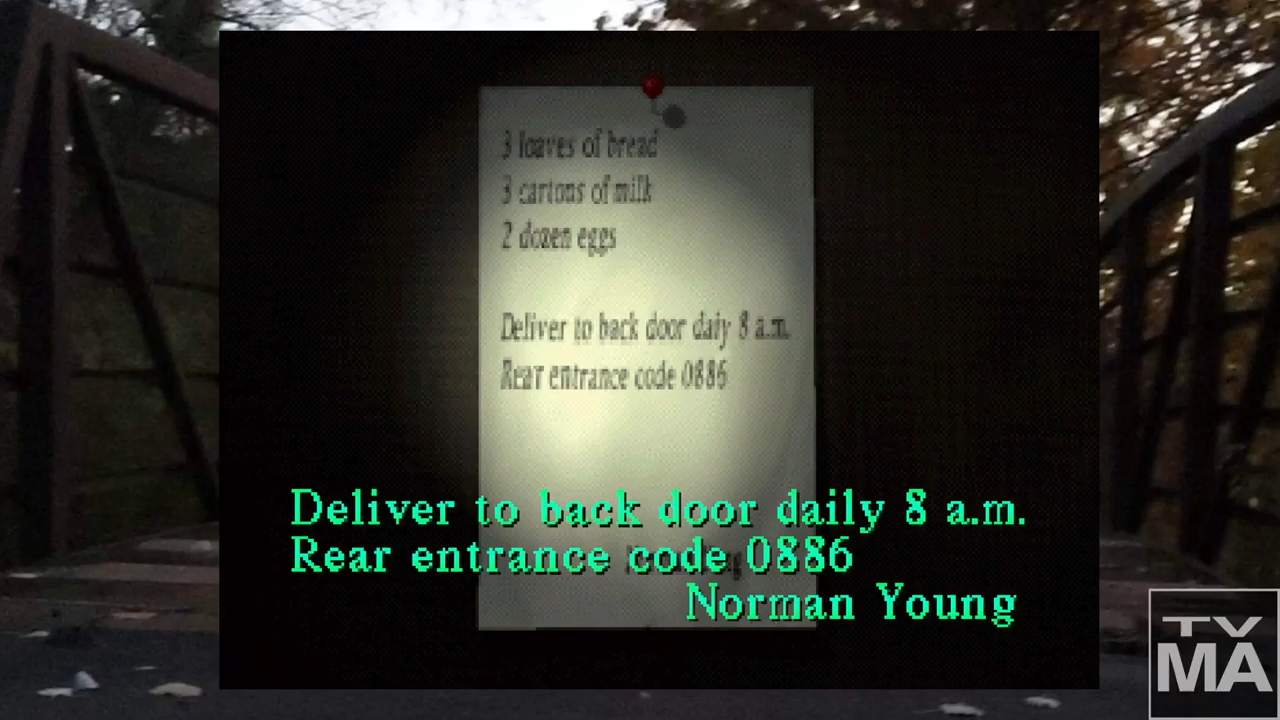 3 loaves of bread
3 cartons of milk
2 dozen eggs
Deliver to back door daily 8 a.m.
Rear entrance code 0886
Deliver to back door daily 8 a.m.
Rear entrance code 0886
Norman Young
TV
MA